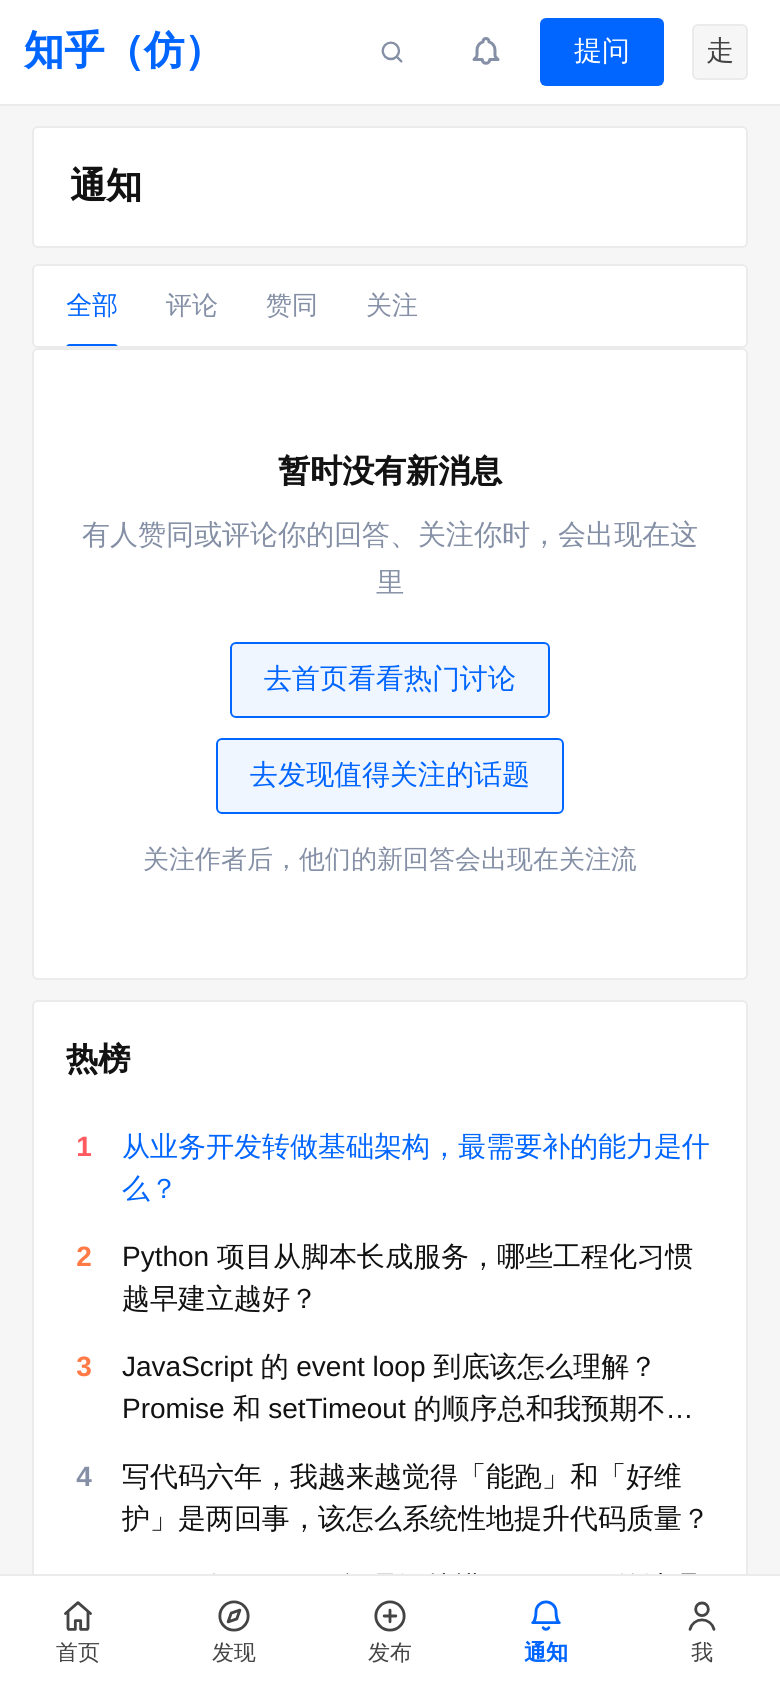 知乎（仿）
提问
走
通知
全部 评论 赞同 关注
暂时没有新消息
有人赞同或评论你的回答、关注你时，会出现在这
里
去首页看看热门讨论
去发现值得关注的话题
关注作者后，他们的新回答会出现在关注流
热榜
1 从业务开发转做基础架构，最需要补的能力是什
么？
2 Python 项目从脚本长成服务，哪些工程化习惯
越早建立越好？
3 JavaScript 的 event loop 到底该怎么理解？
Promise 和 setTimeout 的顺序总和我预期不…
4 写代码六年，我越来越觉得「能跑」和「好维
护」是两回事，该怎么系统性地提升代码质量？
首页 发现 发布 通知 我